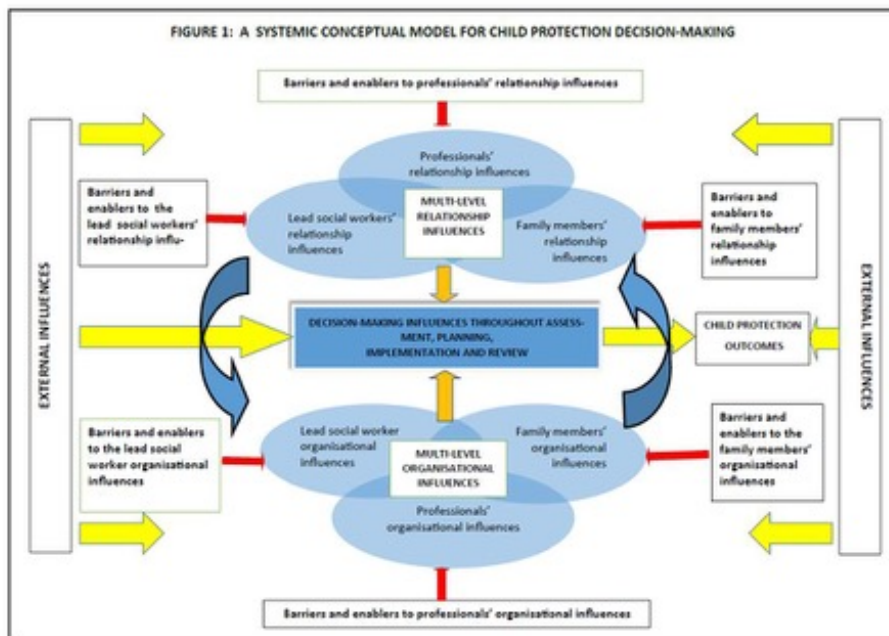 FIGURE 1: A SYSTEMIC CONCEPTUAL MODEL FOR CHILD PROTECTION DECISION-MAKING
Barriers and enablers to professionals' relationship influences
EXTERNAL INFLUENCES
Professionals'
relationship influences
Barriers and
enablers to the
lead social workers'
relationship influ-
Lead social workers'
relationship
influences
MULTI-LEVEL
RELATIONSHIP
INFLUENCES
Family members'
relationship
influences
Barriers and
enablers to
family members'
relationship
influences
EXTERNAL INFLUENCES
DECISION-MAKING INFLUENCES THROUGHOUT ASSESS-
MENT, PLANNING,
IMPLEMENTATION AND REVIEW
CHILD PROTECTION
OUTCOMES
Barriers and enablers
to the lead social
worker organisational
influences
Lead social worker
organisational
influences
MULTI-LEVEL
ORGANISATIONAL
INFLUENCES
Family members'
organisational
influences
Barriers and
enablers to the
family members'
organisational
influences
Professionals'
organisational influences
Barriers and enablers to professionals' organisational influences